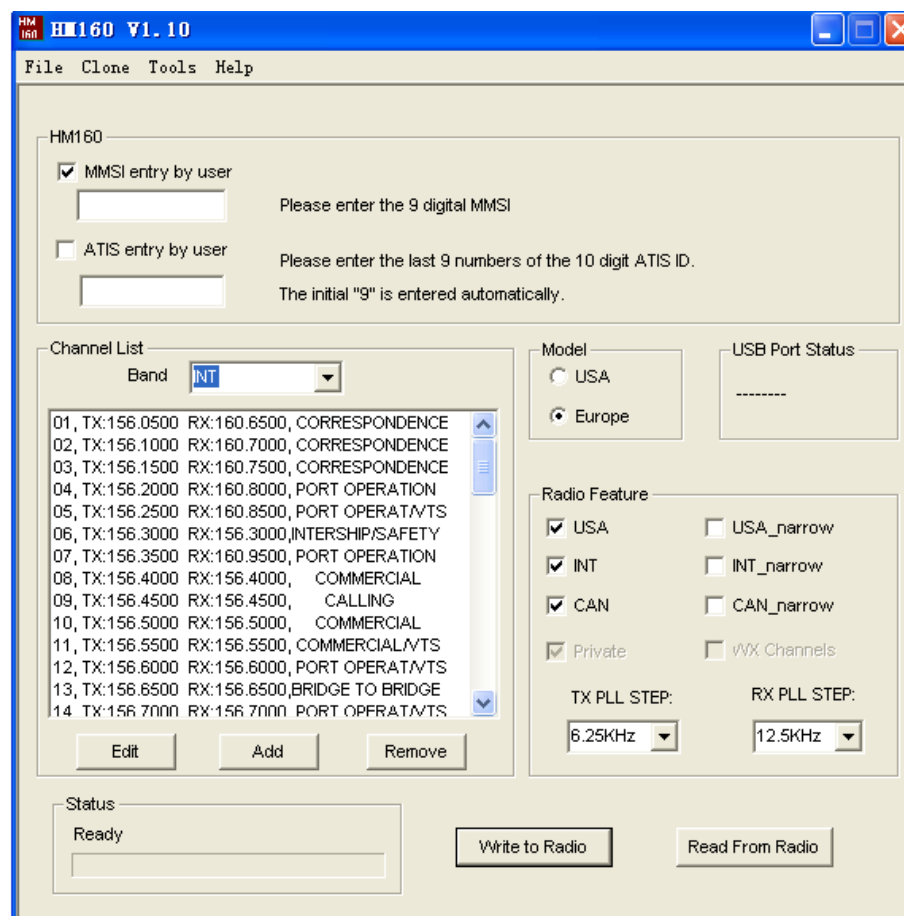 HM160 V1.10
File Clone Tools Help
HM160
MMSI entry by user
Please enter the 9 digital MMSI
ATIS entry by user
Please enter the last 9 numbers of the 10 digit ATIS ID.
The initial "9" is entered automatically.
Channel List
Band INT
01, TX:156.0500 RX:160.6500, CORRESPONDENCE
02, TX:156.1000 RX:160.7000, CORRESPONDENCE
03, TX:156.1500 RX:160.7500, CORRESPONDENCE
04, TX:156.2000 RX:160.8000, PORT OPERATION
05, TX:156.2500 RX:160.8500, PORT OPERAT/VTS
06, TX:156.3000 RX:156.3000,INTERSHIP/SAFETY
07, TX:156.3500 RX:160.9500, PORT OPERATION
08, TX:156.4000 RX:156.4000, COMMERCIAL
09, TX:156.4500 RX:156.4500, CALLING
10, TX:156.5000 RX:156.5000, COMMERCIAL
11, TX:156.5500 RX:156.5500, COMMERCIAL/VTS
12, TX:156.6000 RX:156.6000, PORT OPERAT/VTS
13, TX:156.6500 RX:156.6500,BRIDGE TO BRIDGE
14, TX:156.7000 RX:156.7000, PORT OPERAT/VTS
Edit Add Remove
Model
USA
Europe
USB Port Status
--------
Radio Feature
USA USA_narrow
INT INT_narrow
CAN CAN_narrow
Private WX Channels
TX PLL STEP: RX PLL STEP:
6.25KHz 12.5KHz
Status
Ready
Write to Radio Read From Radio